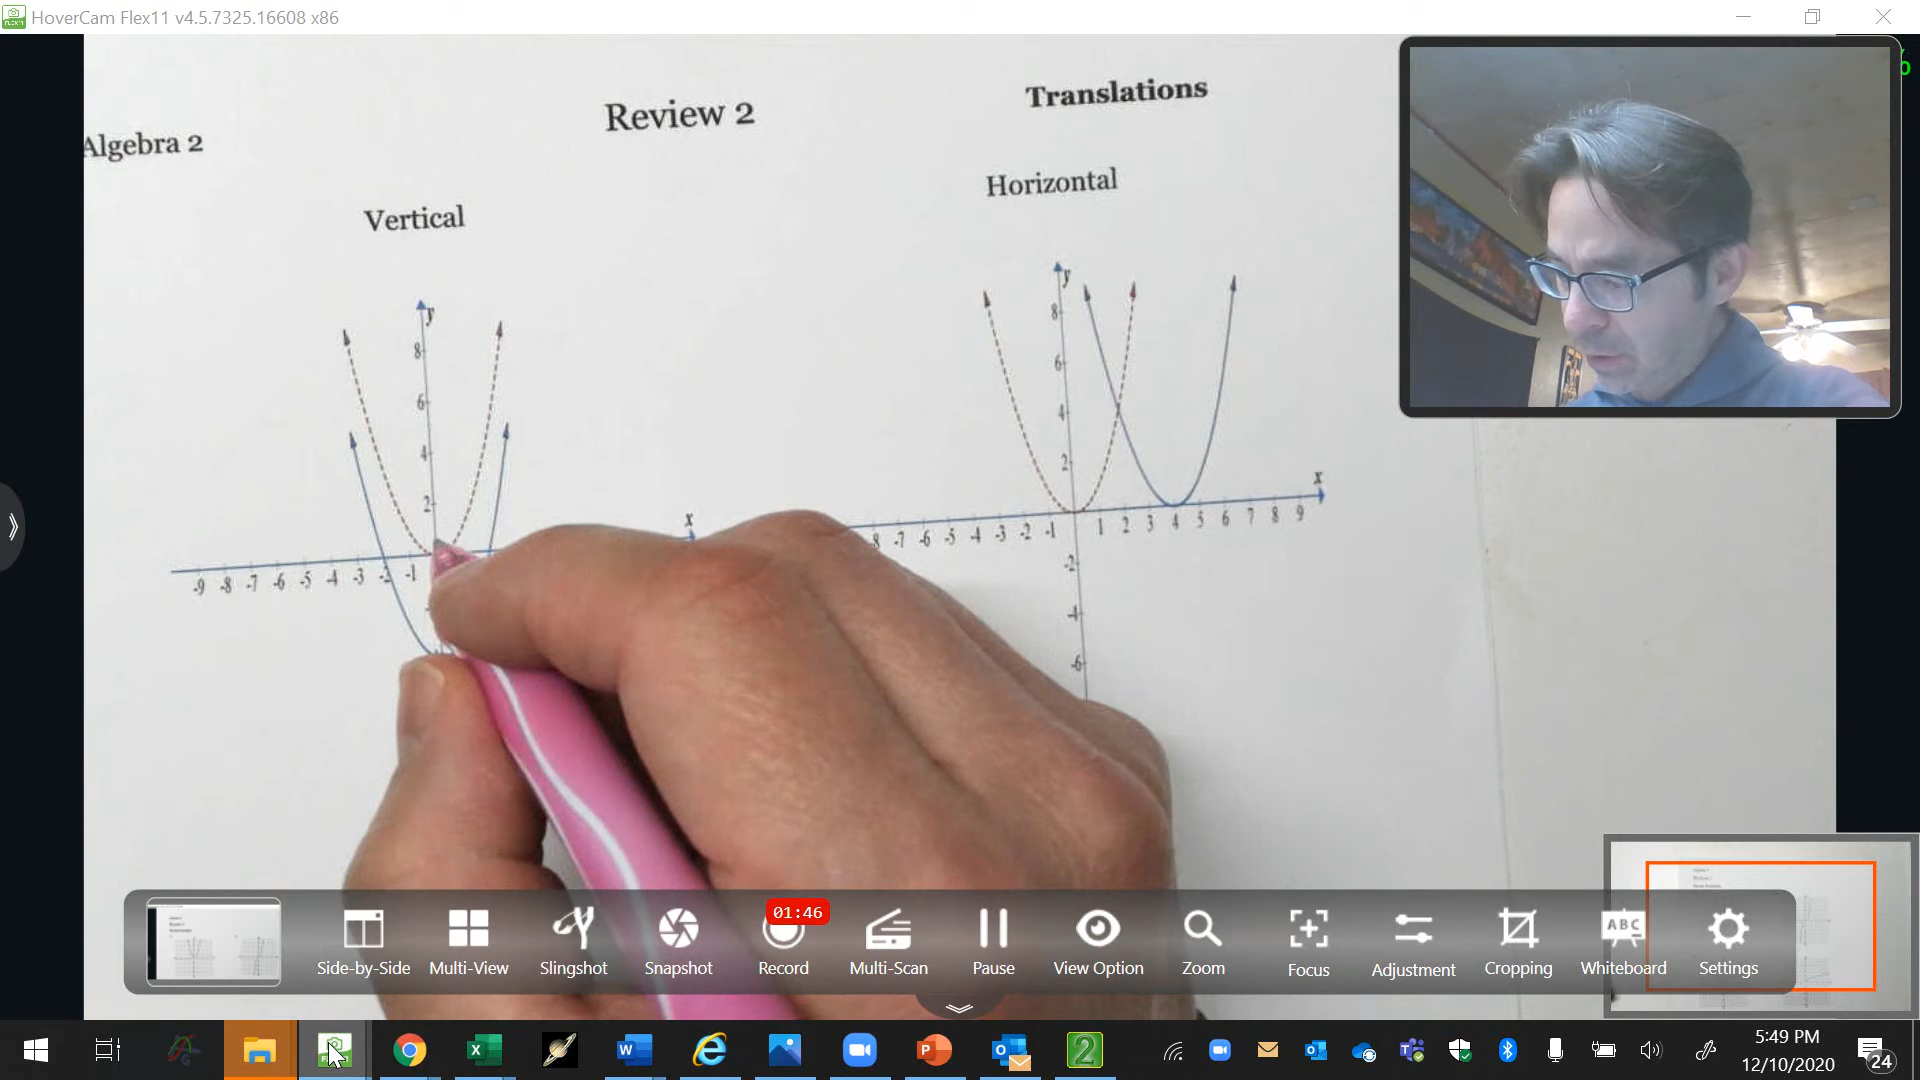 HoverCam Flex11 v4.5.7325.16608 x86
Algebra 2
Review 2
Translations
Vertical
Horizontal
y
8
6
4
2
x
-9 -8 -7 -6 -5 -4 -3 -2 -1
y
8
6
4
2
x
-8 -7 -6 -5 -4 -3 -2 -1 1 2 3 4 5 6 7 8 9
-2
-4
-6
01:46
Side-by-Side Multi-View Slingshot Snapshot Record Multi-Scan Pause View Option Zoom Focus Adjustment Cropping Whiteboard Settings
ABC
5:49 PM
12/10/2020
24